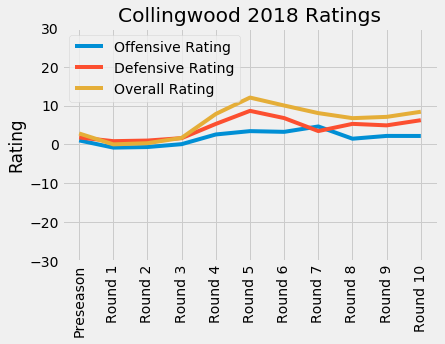 Collingwood 2018 Ratings
30
20
10
0
−10
−20
−30
Rating
Offensive Rating
Defensive Rating
Overall Rating
Preseason
Round 1
Round 2
Round 3
Round 4
Round 5
Round 6
Round 7
Round 8
Round 9
Round 10